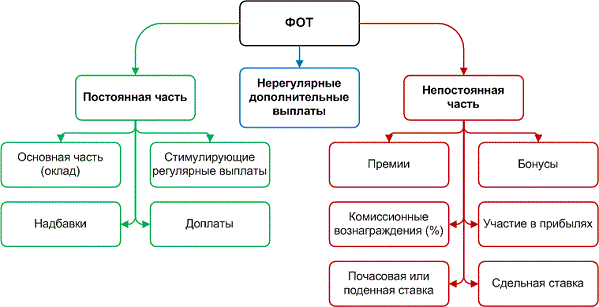 ФОТ
Постоянная часть
Нерегулярные
дополнительные
выплаты
Непостоянная
часть
Основная часть
(оклад)
Стимулирующие
регулярные выплаты
Премии
Бонусы
Надбавки
Доплаты
Комиссионные
вознаграждения (%)
Участие в прибылях
Почасовая или
поденная ставка
Сдельная ставка